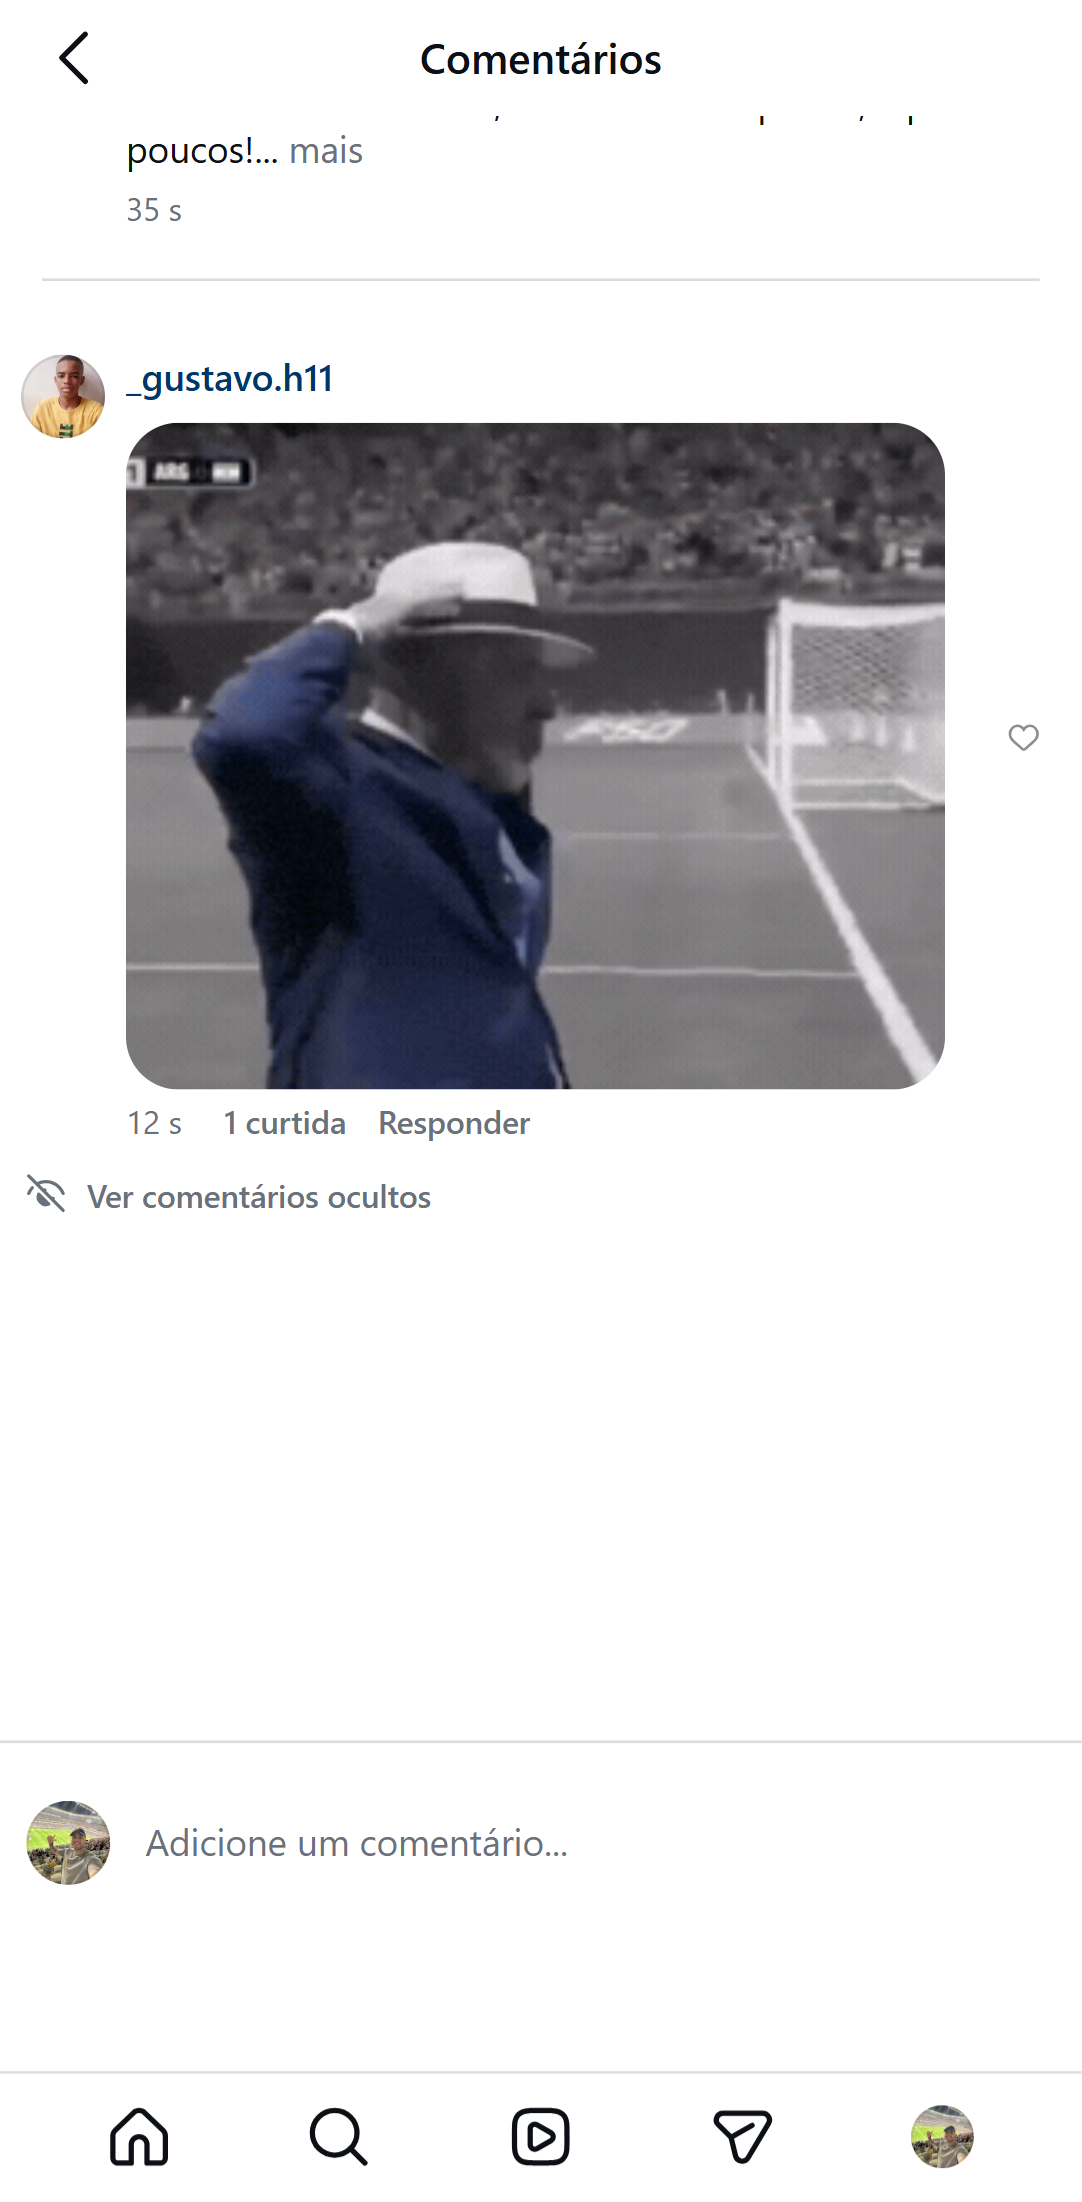 Comentários
poucos!... mais
35 s
_gustavo.h11
ARG
12 s 1 curtida Responder
Ver comentários ocultos
Adicione um comentário...